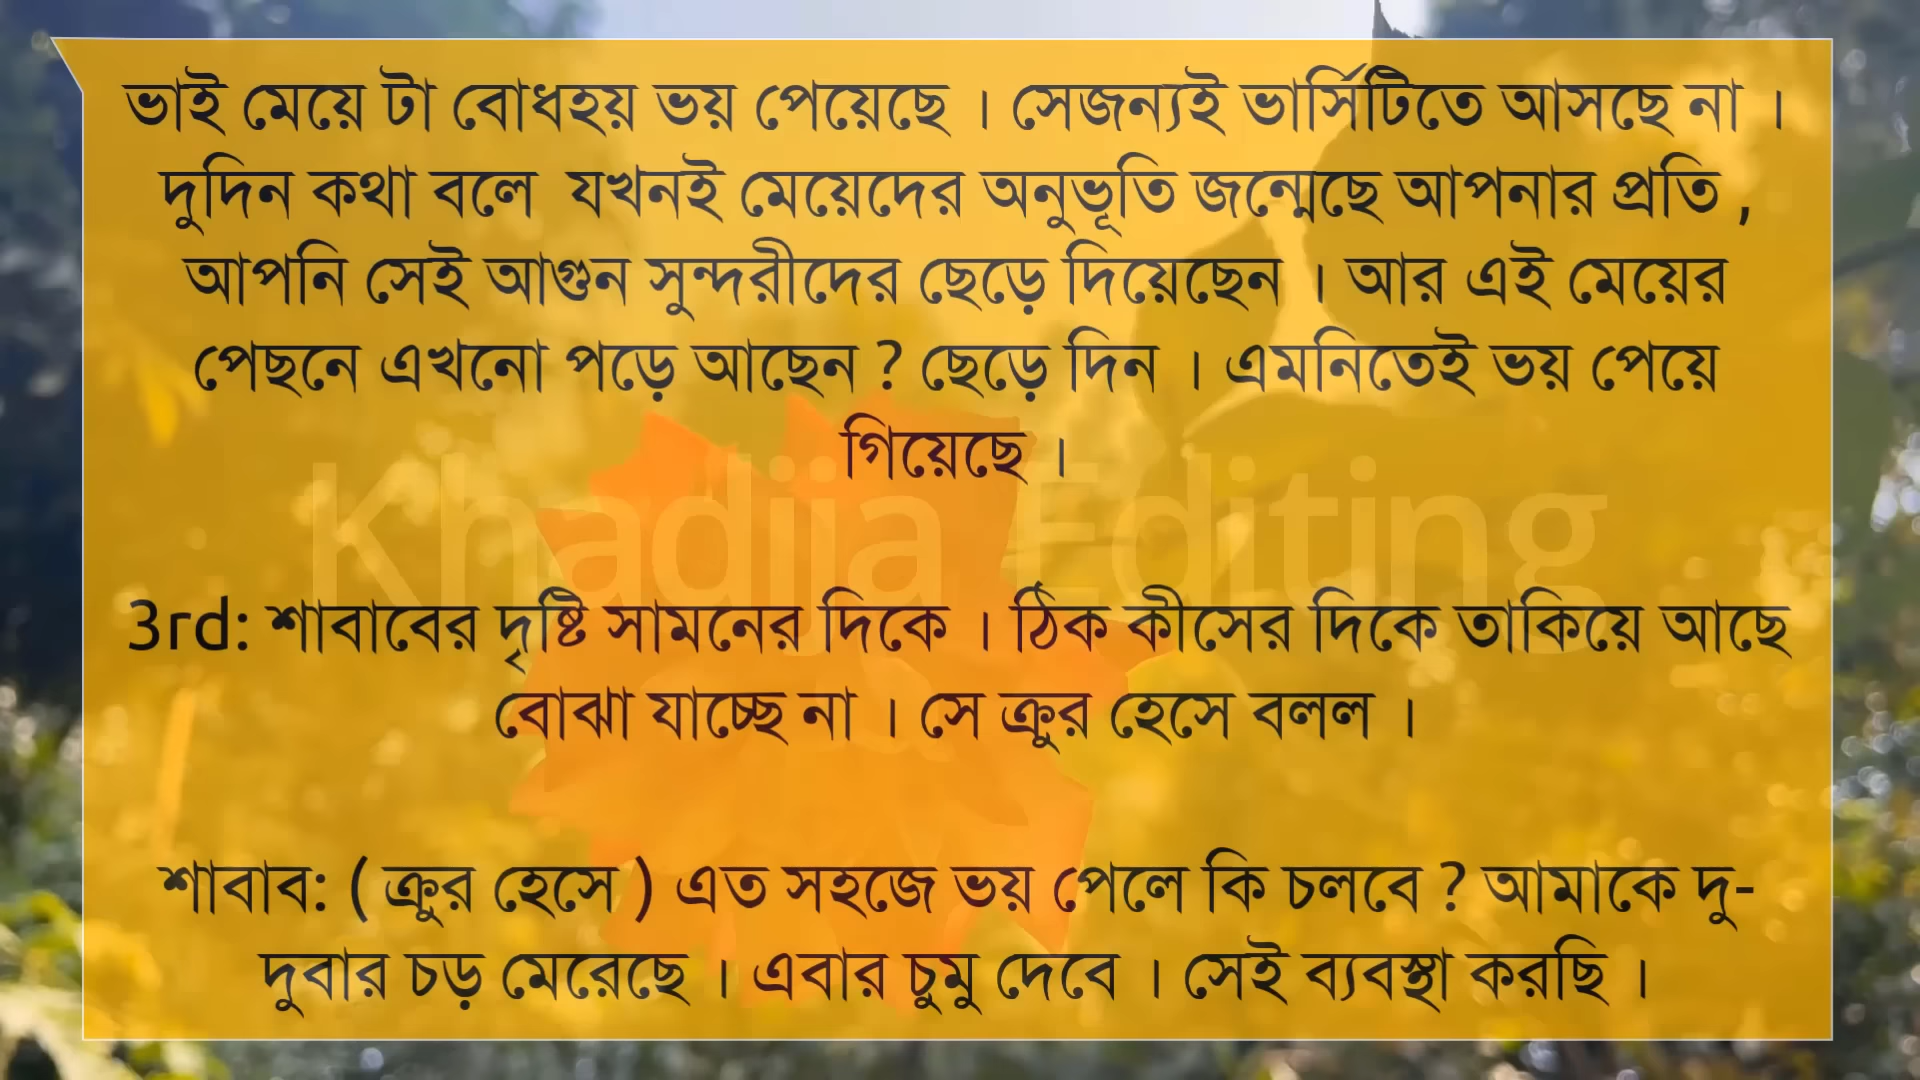 ভাই মেয়ে টা বোধহয় ভয় পেয়েছে । সেজন্যই ভার্সিটিতে আসছে না ।
দুদিন কথা বলে যখনই মেয়েদের অনুভূতি জন্মেছে আপনার প্রতি ,
আপনি সেই আগুন সুন্দরীদের ছেড়ে দিয়েছেন । আর এই মেয়ের
পেছনে এখনো পড়ে আছেন ? ছেড়ে দিন । এমনিতেই ভয় পেয়ে
গিয়েছে ।
Khadija Editing
3rd: শাবাবের দৃষ্টি সামনের দিকে । ঠিক কীসের দিকে তাকিয়ে আছে
বোঝা যাচ্ছে না । সে ক্রুর হেসে বলল ।
শাবাব: ( ক্রুর হেসে ) এত সহজে ভয় পেলে কি চলবে ? আমাকে দু-
দুবার চড় মেরেছে । এবার চুমু দেবে । সেই ব্যবস্থা করছি ।